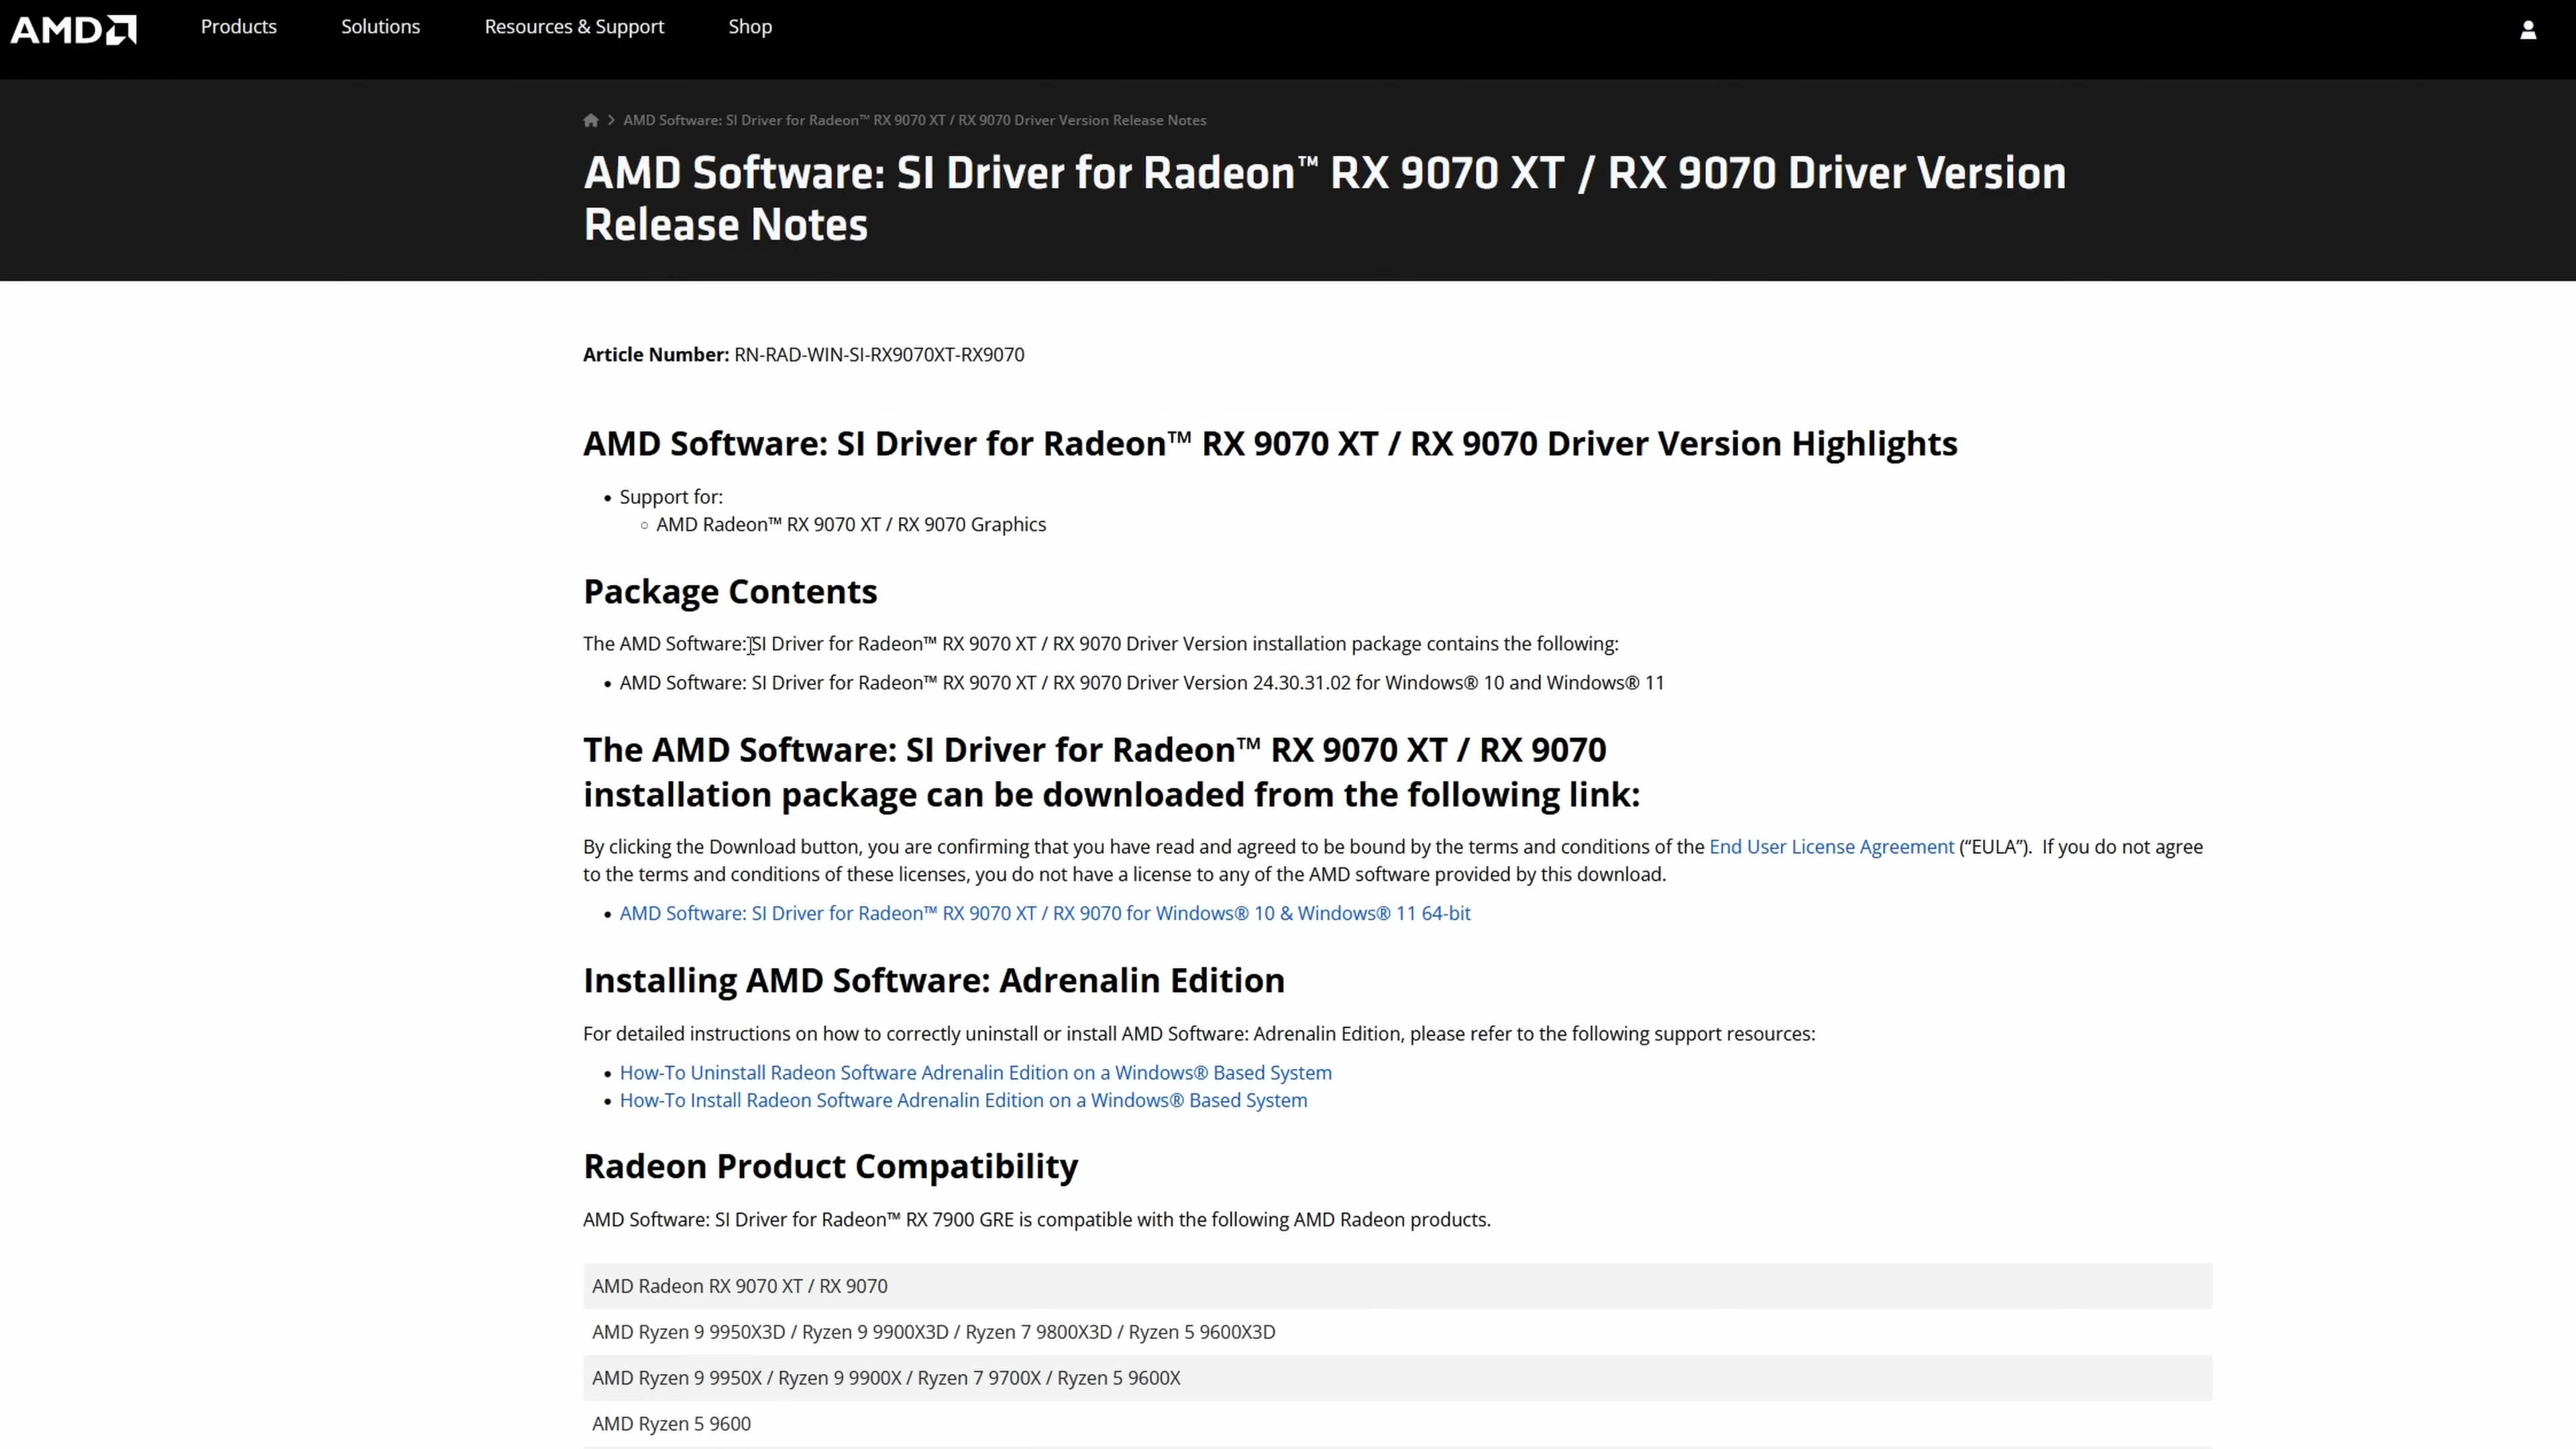 AMD
Products
Solutions
Resources & Support
Shop
AMD Software: SI Driver for Radeon™ RX 9070 XT / RX 9070 Driver Version Release Notes
AMD Software: SI Driver for Radeon™ RX 9070 XT / RX 9070 Driver Version
Release Notes
Article Number: RN-RAD-WIN-SI-RX9070XT-RX9070
AMD Software: SI Driver for Radeon™ RX 9070 XT / RX 9070 Driver Version Highlights
• Support for:
○ AMD Radeon™ RX 9070 XT / RX 9070 Graphics
Package Contents
The AMD Software: SI Driver for Radeon™ RX 9070 XT / RX 9070 Driver Version installation package contains the following:
• AMD Software: SI Driver for Radeon™ RX 9070 XT / RX 9070 Driver Version 24.30.31.02 for Windows® 10 and Windows® 11
The AMD Software: SI Driver for Radeon™ RX 9070 XT / RX 9070
installation package can be downloaded from the following link:
By clicking the Download button, you are confirming that you have read and agreed to be bound by the terms and conditions of the End User License Agreement (“EULA”).  If you do not agree
to the terms and conditions of these licenses, you do not have a license to any of the AMD software provided by this download.
• AMD Software: SI Driver for Radeon™ RX 9070 XT / RX 9070 for Windows® 10 & Windows® 11 64-bit
Installing AMD Software: Adrenalin Edition
For detailed instructions on how to correctly uninstall or install AMD Software: Adrenalin Edition, please refer to the following support resources:
• How-To Uninstall Radeon Software Adrenalin Edition on a Windows® Based System
• How-To Install Radeon Software Adrenalin Edition on a Windows® Based System
Radeon Product Compatibility
AMD Software: SI Driver for Radeon™ RX 7900 GRE is compatible with the following AMD Radeon products.
AMD Radeon RX 9070 XT / RX 9070
AMD Ryzen 9 9950X3D / Ryzen 9 9900X3D / Ryzen 7 9800X3D / Ryzen 5 9600X3D
AMD Ryzen 9 9950X / Ryzen 9 9900X / Ryzen 7 9700X / Ryzen 5 9600X
AMD Ryzen 5 9600